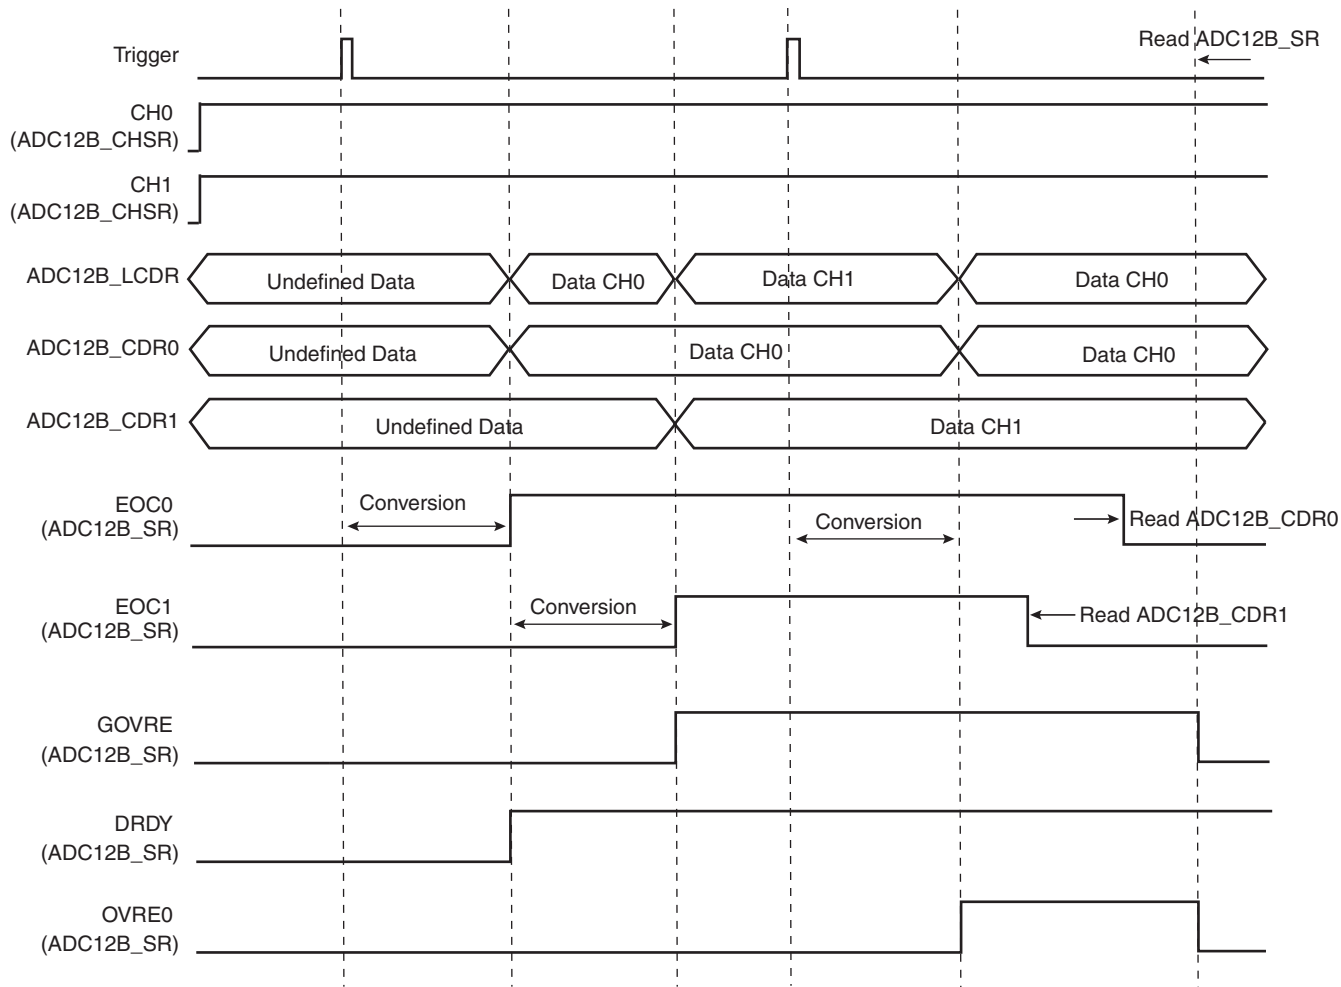 Trigger
Read ADC12B_SR
CH0
(ADC12B_CHSR)
CH1
(ADC12B_CHSR)
ADC12B_LCDR
Undefined Data
Data CH0
Data CH1
Data CH0
ADC12B_CDR0
Undefined Data
Data CH0
Data CH0
ADC12B_CDR1
Undefined Data
Data CH1
EOC0
(ADC12B_SR)
Conversion
Conversion
Read ADC12B_CDR0
EOC1
(ADC12B_SR)
Conversion
Read ADC12B_CDR1
GOVRE
(ADC12B_SR)
DRDY
(ADC12B_SR)
OVRE0
(ADC12B_SR)